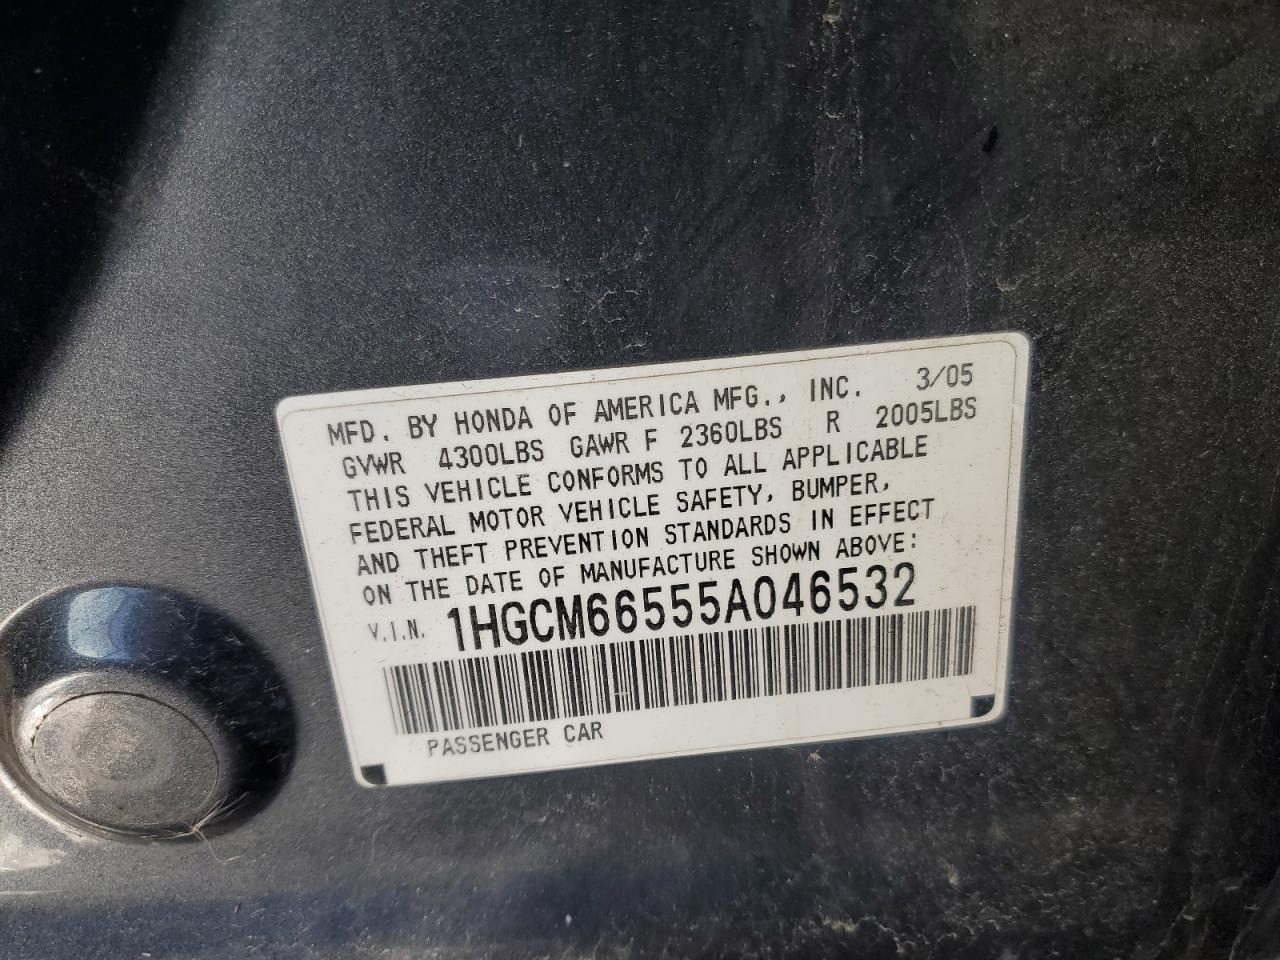 MFD. BY HONDA OF AMERICA MFG., INC. 3/05
GVWR 4300LBS GAWR F 2360LBS R 2005LBS
THIS VEHICLE CONFORMS TO ALL APPLICABLE
FEDERAL MOTOR VEHICLE SAFETY, BUMPER,
AND THEFT PREVENTION STANDARDS IN EFFECT
ON THE DATE OF MANUFACTURE SHOWN ABOVE:
V.I.N. 1HGCM66555A046532
PASSENGER CAR